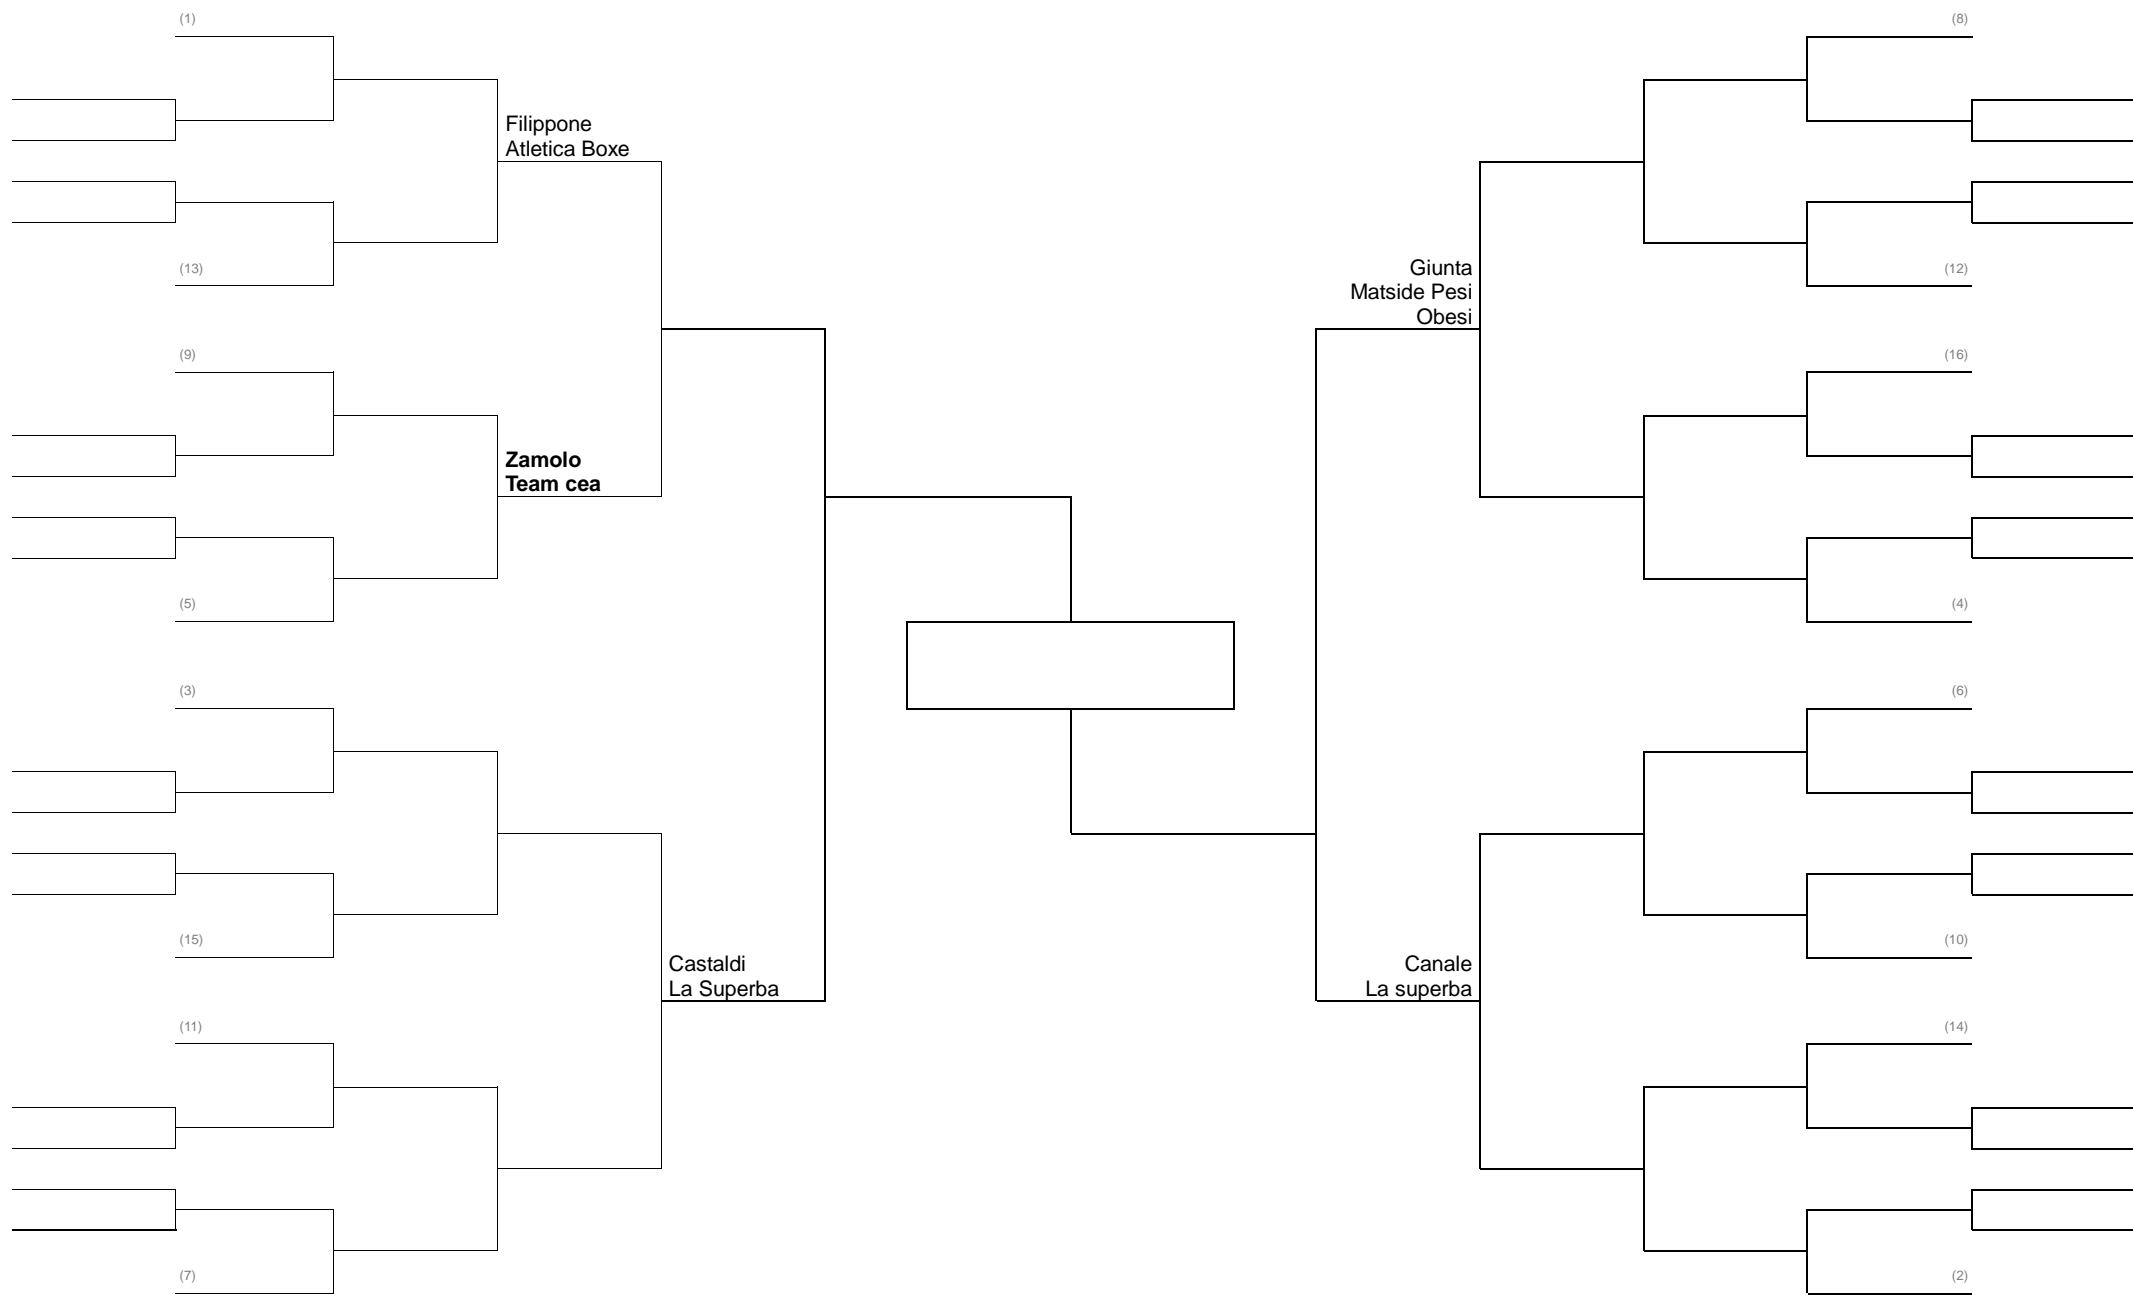 (1)
(8)
Filippone
Atletica Boxe
(13)
Giunta
Matside Pesi
Obesi
(12)
(9)
(16)
Zamolo
Team cea
(5)
(4)
(3)
(6)
(15)
(10)
Castaldi
La Superba
Canale
La superba
(11)
(14)
(7)
(2)